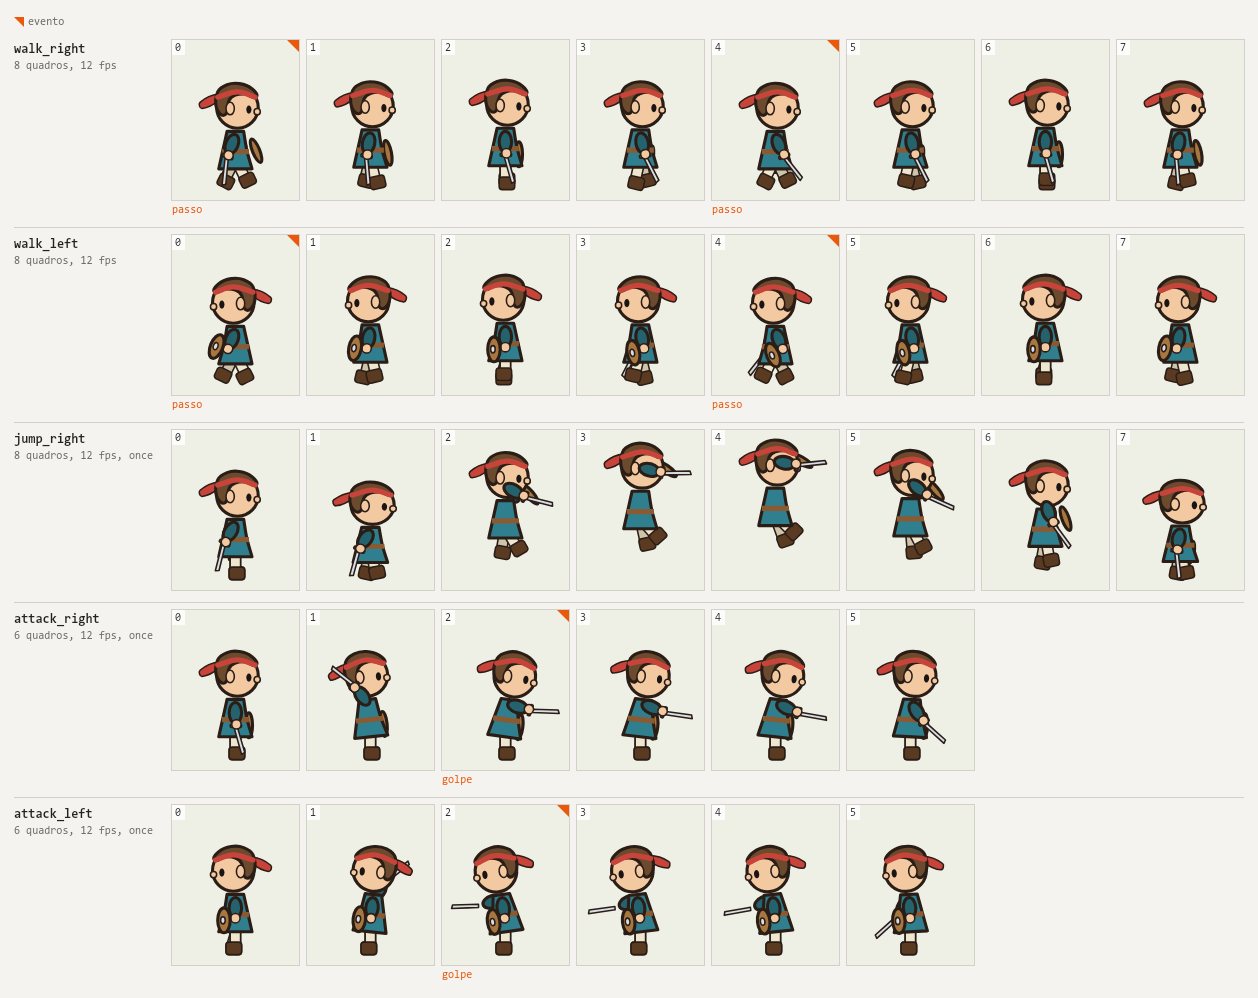 evento
walk_right
8 quadros, 12 fps
0 1 2 3 4 5 6 7
passo passo
walk_left
8 quadros, 12 fps
0 1 2 3 4 5 6 7
passo passo
jump_right
8 quadros, 12 fps, once
0 1 2 3 4 5 6 7
attack_right
6 quadros, 12 fps, once
0 1 2 3 4 5
golpe
attack_left
6 quadros, 12 fps, once
0 1 2 3 4 5
golpe